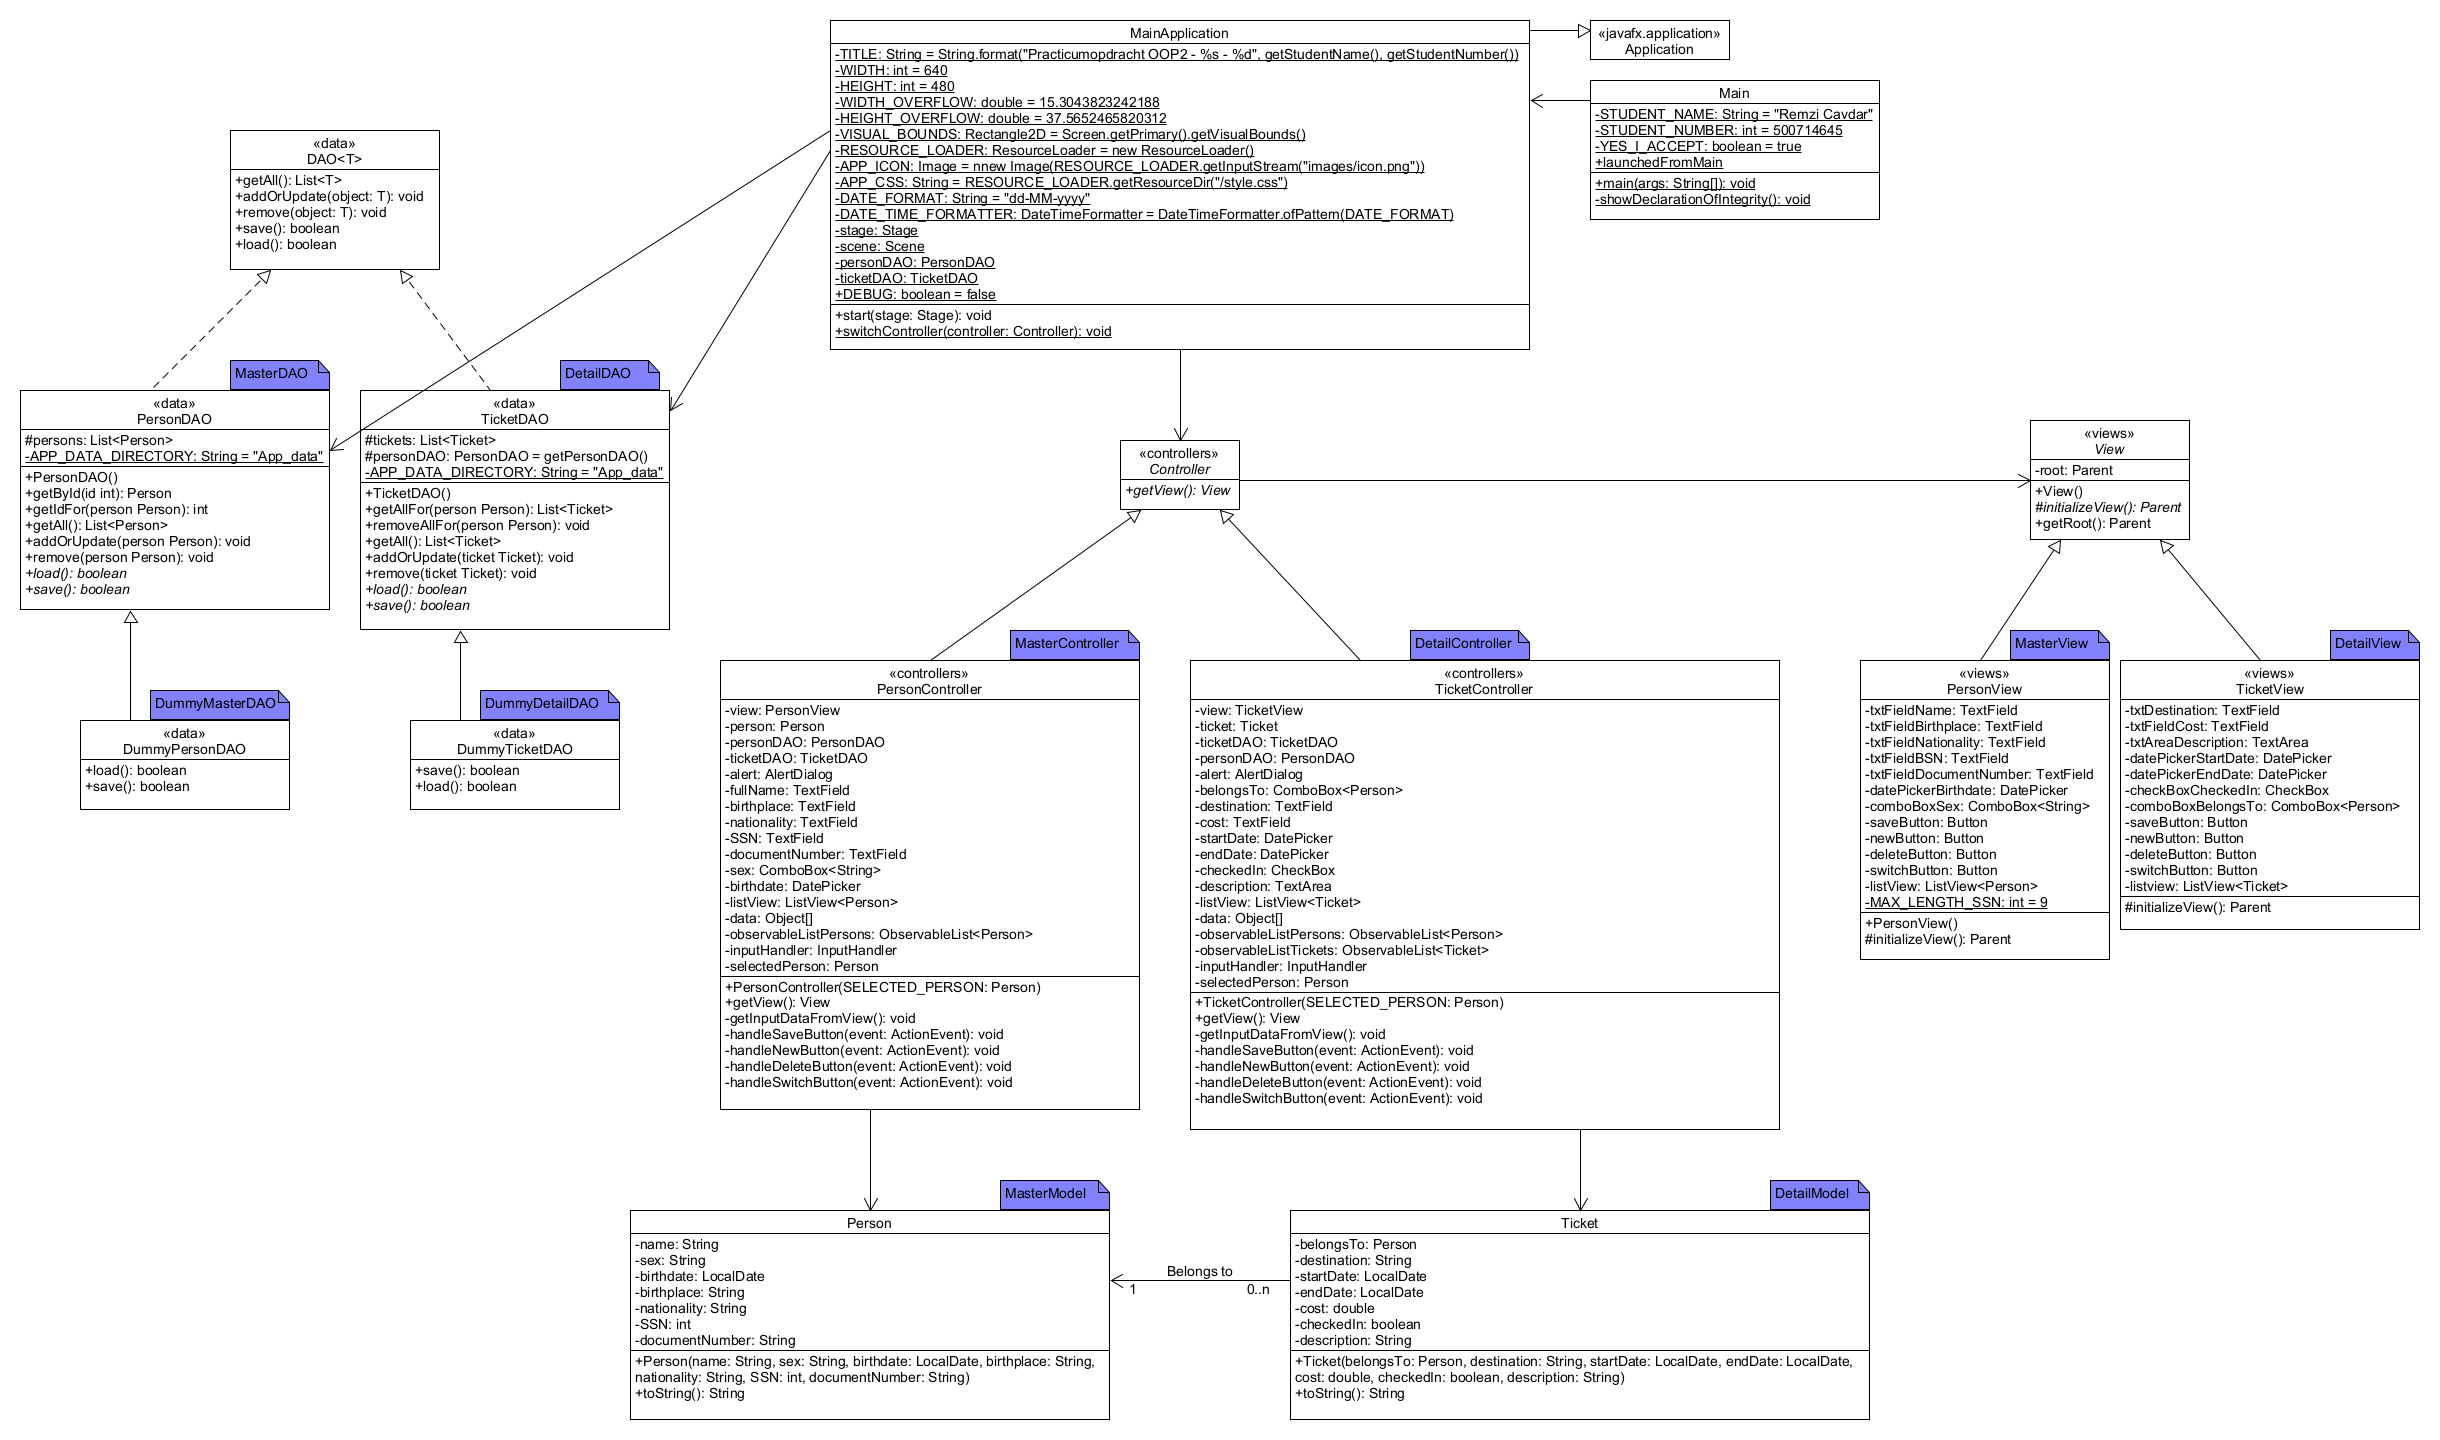 MainApplication
-TITLE: String = String.format("Practicumopdracht OOP2 - %s - %d", getStudentName(), getStudentNumber())
-WIDTH: int = 640
-HEIGHT: int = 480
-WIDTH_OVERFLOW: double = 15.3043823242188
-HEIGHT_OVERFLOW: double = 37.5652465820312
-VISUAL_BOUNDS: Rectangle2D = Screen.getPrimary().getVisualBounds()
-RESOURCE_LOADER: ResourceLoader = new ResourceLoader()
-APP_ICON: Image = nnew Image(RESOURCE_LOADER.getInputStream("images/icon.png"))
-APP_CSS: String = RESOURCE_LOADER.getResourceDir("/style.css")
-DATE_FORMAT: String = "dd-MM-yyyy"
-DATE_TIME_FORMATTER: DateTimeFormatter = DateTimeFormatter.ofPattern(DATE_FORMAT)
-stage: Stage
-scene: Scene
-personDAO: PersonDAO
-ticketDAO: TicketDAO
+DEBUG: boolean = false
+start(stage: Stage): void
+switchController(controller: Controller): void
«javafx.application»
Application
Main
-STUDENT_NAME: String = "Remzi Cavdar"
-STUDENT_NUMBER: int = 500714645
-YES_I_ACCEPT: boolean = true
+launchedFromMain
+main(args: String[]): void
-showDeclarationOfIntegrity(): void
«data»
DAO<T>
+getAll(): List<T>
+addOrUpdate(object: T): void
+remove(object: T): void
+save(): boolean
+load(): boolean
MasterDAO
«data»
PersonDAO
#persons: List<Person>
-APP_DATA_DIRECTORY: String = "App_data"
+PersonDAO()
+getById(id int): Person
+getIdFor(person Person): int
+getAll(): List<Person>
+addOrUpdate(person Person): void
+remove(person Person): void
+load(): boolean
+save(): boolean
DetailDAO
«data»
TicketDAO
#tickets: List<Ticket>
#personDAO: PersonDAO = getPersonDAO()
-APP_DATA_DIRECTORY: String = "App_data"
+TicketDAO()
+getAllFor(person Person): List<Ticket>
+removeAllFor(person Person): void
+getAll(): List<Ticket>
+addOrUpdate(ticket Ticket): void
+remove(ticket Ticket): void
+load(): boolean
+save(): boolean
DummyMasterDAO
«data»
DummyPersonDAO
+load(): boolean
+save(): boolean
DummyDetailDAO
«data»
DummyTicketDAO
+save(): boolean
+load(): boolean
«controllers»
Controller
+getView(): View
«views»
View
-root: Parent
+View()
#initializeView(): Parent
+getRoot(): Parent
MasterController
«controllers»
PersonController
-view: PersonView
-person: Person
-personDAO: PersonDAO
-ticketDAO: TicketDAO
-alert: AlertDialog
-fullName: TextField
-birthplace: TextField
-nationality: TextField
-SSN: TextField
-documentNumber: TextField
-sex: ComboBox<String>
-birthdate: DatePicker
-listView: ListView<Person>
-data: Object[]
-observableListPersons: ObservableList<Person>
-inputHandler: InputHandler
-selectedPerson: Person
+PersonController(SELECTED_PERSON: Person)
+getView(): View
-getInputDataFromView(): void
-handleSaveButton(event: ActionEvent): void
-handleNewButton(event: ActionEvent): void
-handleDeleteButton(event: ActionEvent): void
-handleSwitchButton(event: ActionEvent): void
DetailController
«controllers»
TicketController
-view: TicketView
-ticket: Ticket
-ticketDAO: TicketDAO
-personDAO: PersonDAO
-alert: AlertDialog
-belongsTo: ComboBox<Person>
-destination: TextField
-cost: TextField
-startDate: DatePicker
-endDate: DatePicker
-checkedIn: CheckBox
-description: TextArea
-listView: ListView<Ticket>
-data: Object[]
-observableListPersons: ObservableList<Person>
-observableListTickets: ObservableList<Ticket>
-inputHandler: InputHandler
-selectedPerson: Person
+TicketController(SELECTED_PERSON: Person)
+getView(): View
-getInputDataFromView(): void
-handleSaveButton(event: ActionEvent): void
-handleNewButton(event: ActionEvent): void
-handleDeleteButton(event: ActionEvent): void
-handleSwitchButton(event: ActionEvent): void
MasterView
«views»
PersonView
-txtFieldName: TextField
-txtFieldBirthplace: TextField
-txtFieldNationality: TextField
-txtFieldBSN: TextField
-txtFieldDocumentNumber: TextField
-datePickerBirthdate: DatePicker
-comboBoxSex: ComboBox<String>
-saveButton: Button
-newButton: Button
-deleteButton: Button
-switchButton: Button
-listView: ListView<Person>
-MAX_LENGTH_SSN: int = 9
+PersonView()
#initializeView(): Parent
DetailView
«views»
TicketView
-txtDestination: TextField
-txtFieldCost: TextField
-txtAreaDescription: TextArea
-datePickerStartDate: DatePicker
-datePickerEndDate: DatePicker
-checkBoxCheckedIn: CheckBox
-comboBoxBelongsTo: ComboBox<Person>
-saveButton: Button
-newButton: Button
-deleteButton: Button
-switchButton: Button
-listview: ListView<Ticket>
#initializeView(): Parent
MasterModel
Person
-name: String
-sex: String
-birthdate: LocalDate
-birthplace: String
-nationality: String
-SSN: int
-documentNumber: String
+Person(name: String, sex: String, birthdate: LocalDate, birthplace: String,
nationality: String, SSN: int, documentNumber: String)
+toString(): String
Belongs to
1
0..n
DetailModel
Ticket
-belongsTo: Person
-destination: String
-startDate: LocalDate
-endDate: LocalDate
-cost: double
-checkedIn: boolean
-description: String
+Ticket(belongsTo: Person, destination: String, startDate: LocalDate, endDate: LocalDate,
cost: double, checkedIn: boolean, description: String)
+toString(): String